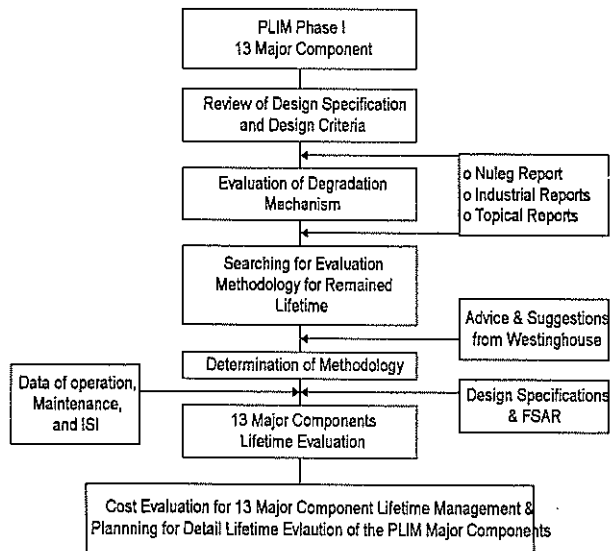 PLIM Phase I
13 Major Component
Review of Design Specification
and Design Criteria
o Nuleg Report
o Industrial Reports
o Topical Reports
Evaluation of Degradation
Mechanism
Searching for Evaluation
Methodology for Remained
Lifetime
Advice & Suggestions
from Westinghouse
Determination of Methodology
Data of operation,
Maintenance,
and ISI
Design Specifications
& FSAR
13 Major Components
Lifetime Evaluation
Cost Evaluation for 13 Major Component Lifetime Management &
Plannning for Detail Lifetime Evlaution of the PLIM Major Components